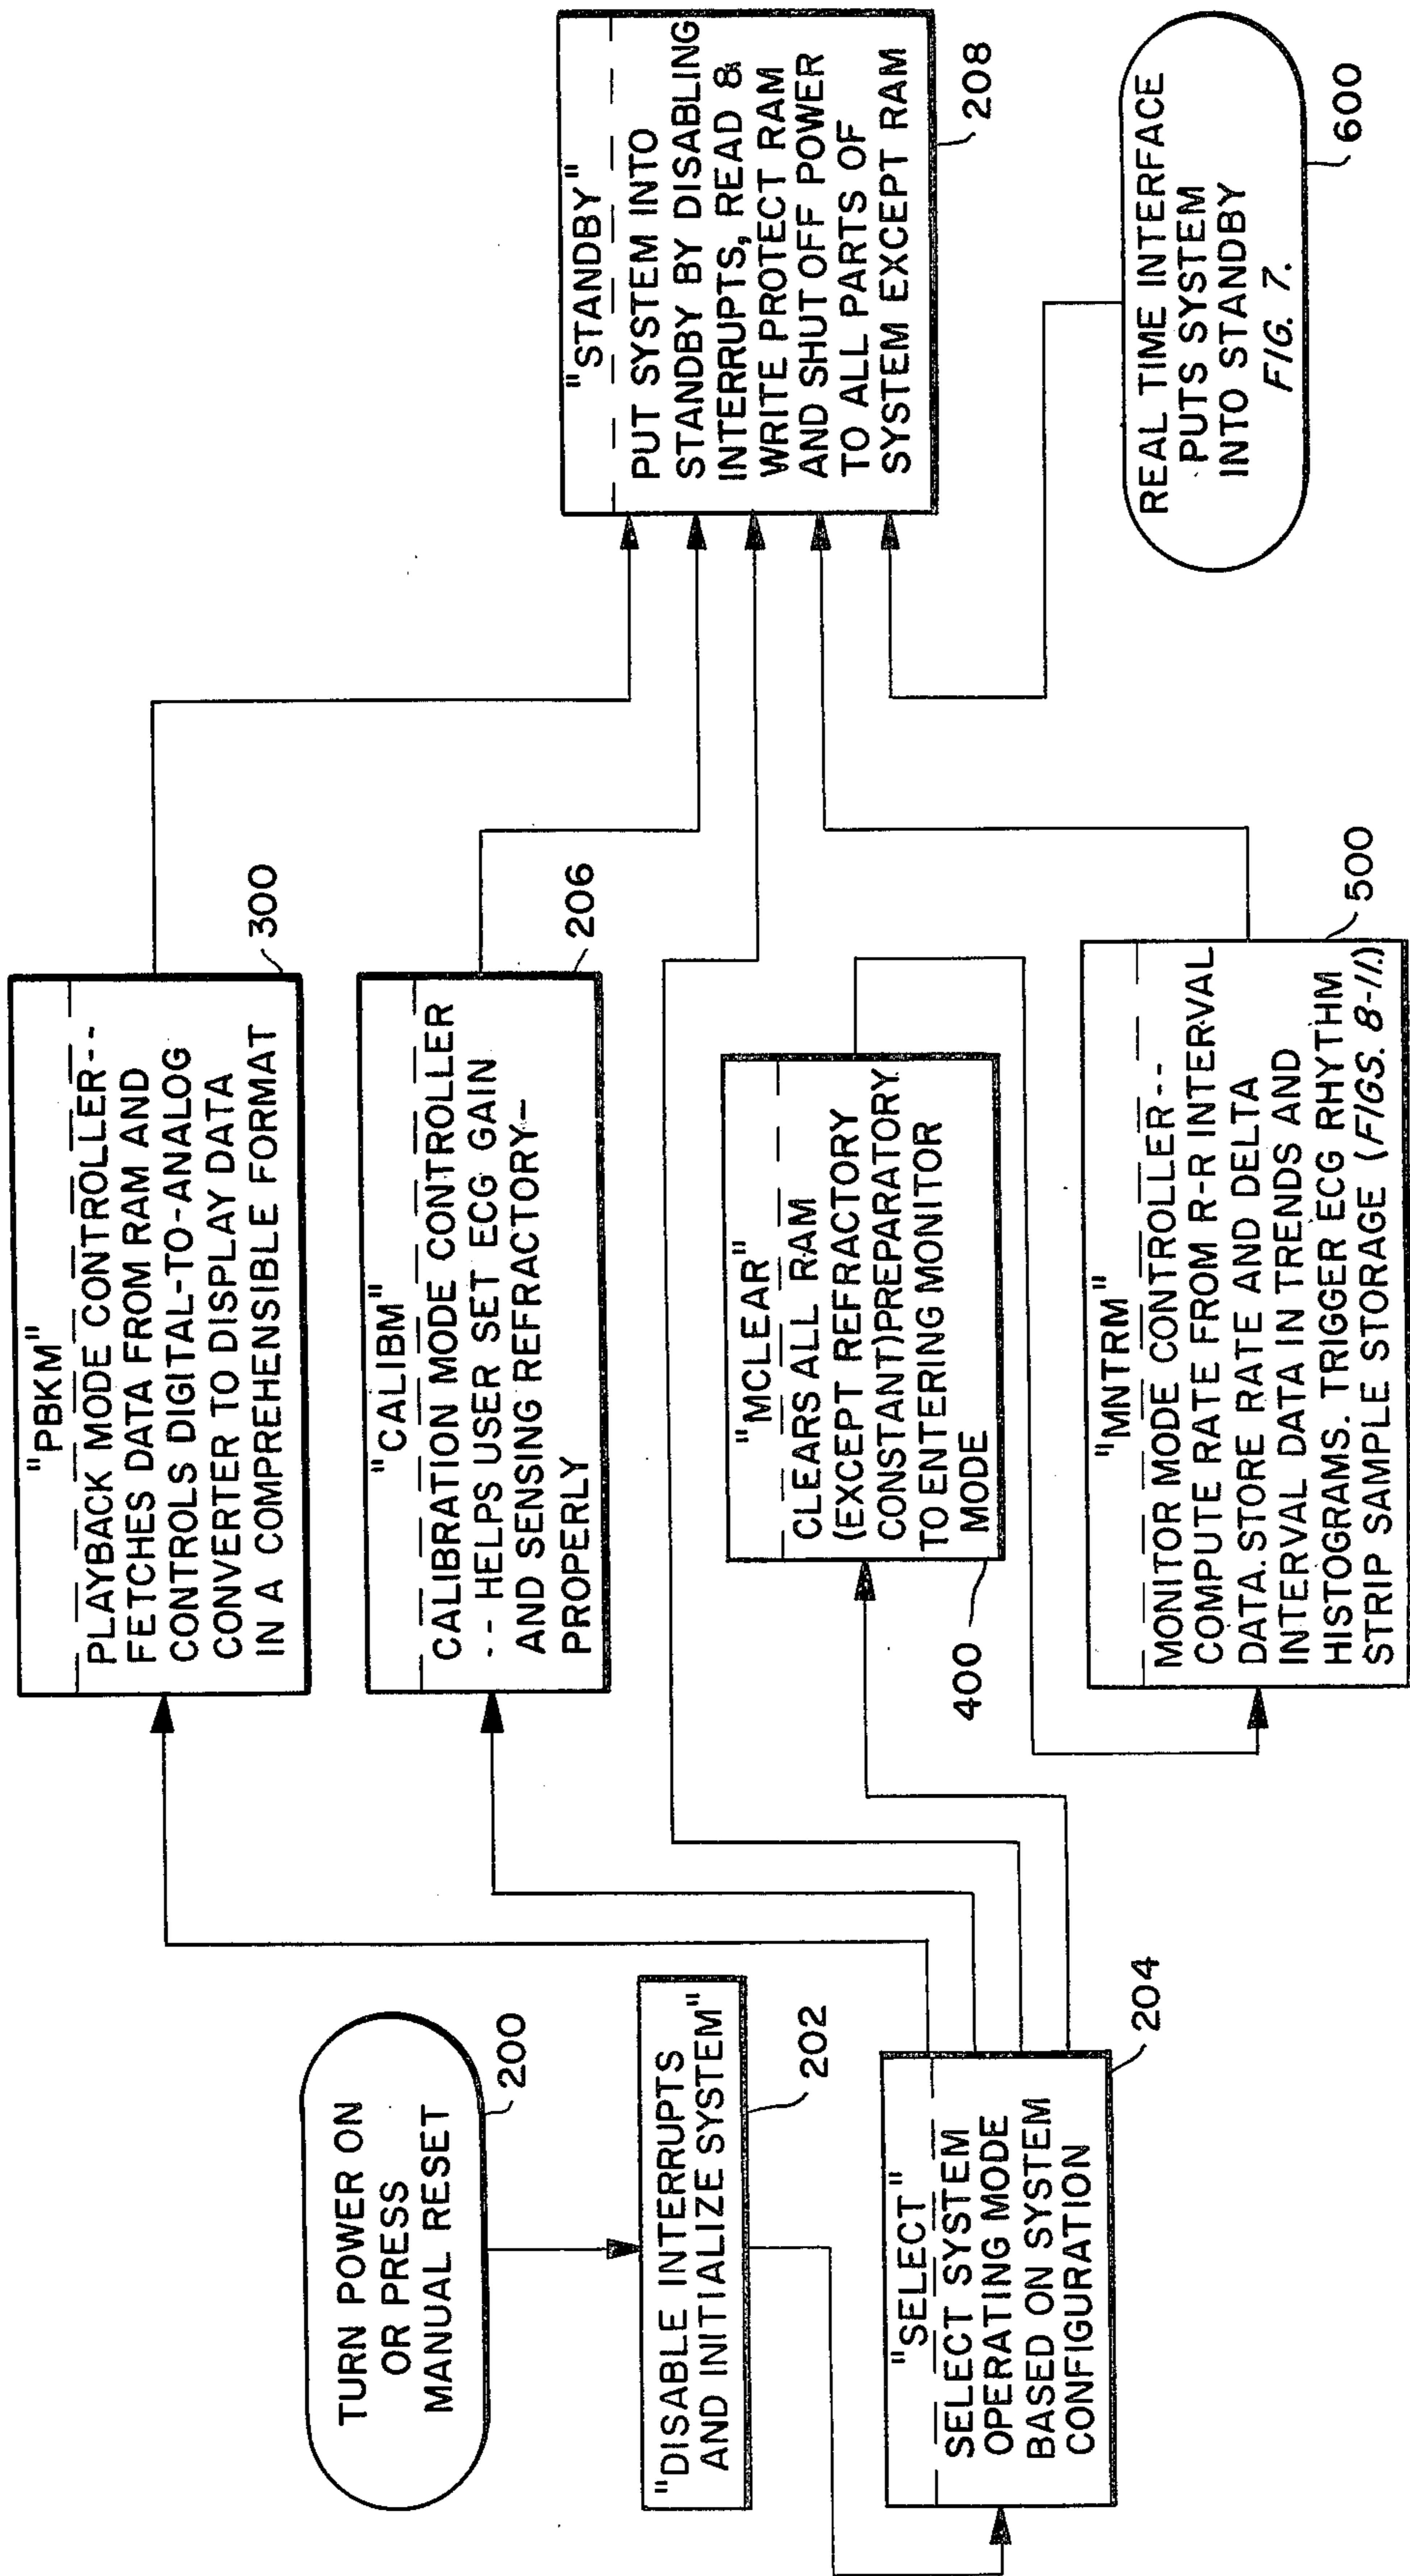 TURN POWER ON
OR PRESS
MANUAL RESET
200
"DISABLE INTERRUPTS
AND INITIALIZE SYSTEM"
202
"SELECT"
SELECT SYSTEM
OPERATING MODE
BASED ON SYSTEM
CONFIGURATION
204
"PBKM"
PLAYBACK MODE CONTROLLER--
FETCHES DATA FROM RAM AND
CONTROLS DIGITAL-TO-ANALOG
CONVERTER TO DISPLAY DATA
IN A COMPREHENSIBLE FORMAT
300
"CALIBM"
CALIBRATION MODE CONTROLLER
-- HELPS USER SET ECG GAIN
AND SENSING REFRACTORY-
PROPERLY
206
"MCLEAR"
CLEARS ALL RAM
(EXCEPT REFRACTORY
CONSTANT) PREPARATORY
TO ENTERING MONITOR
MODE
400
"MNTRM"
MONITOR MODE CONTROLLER--
COMPUTE RATE FROM R-R INTERVAL
DATA. STORE RATE AND DELTA
INTERVAL DATA IN TRENDS AND
HISTOGRAMS. TRIGGER ECG RHYTHM
STRIP SAMPLE STORAGE (FIGS. 8-11.)
500
"STANDBY"
PUT SYSTEM INTO
STANDBY BY DISABLING
INTERRUPTS, READ &
WRITE PROTECT RAM
AND SHUT OFF POWER
TO ALL PARTS OF
SYSTEM EXCEPT RAM
208
REAL TIME INTERFACE
PUTS SYSTEM
INTO STANDBY
FIG. 7.
600